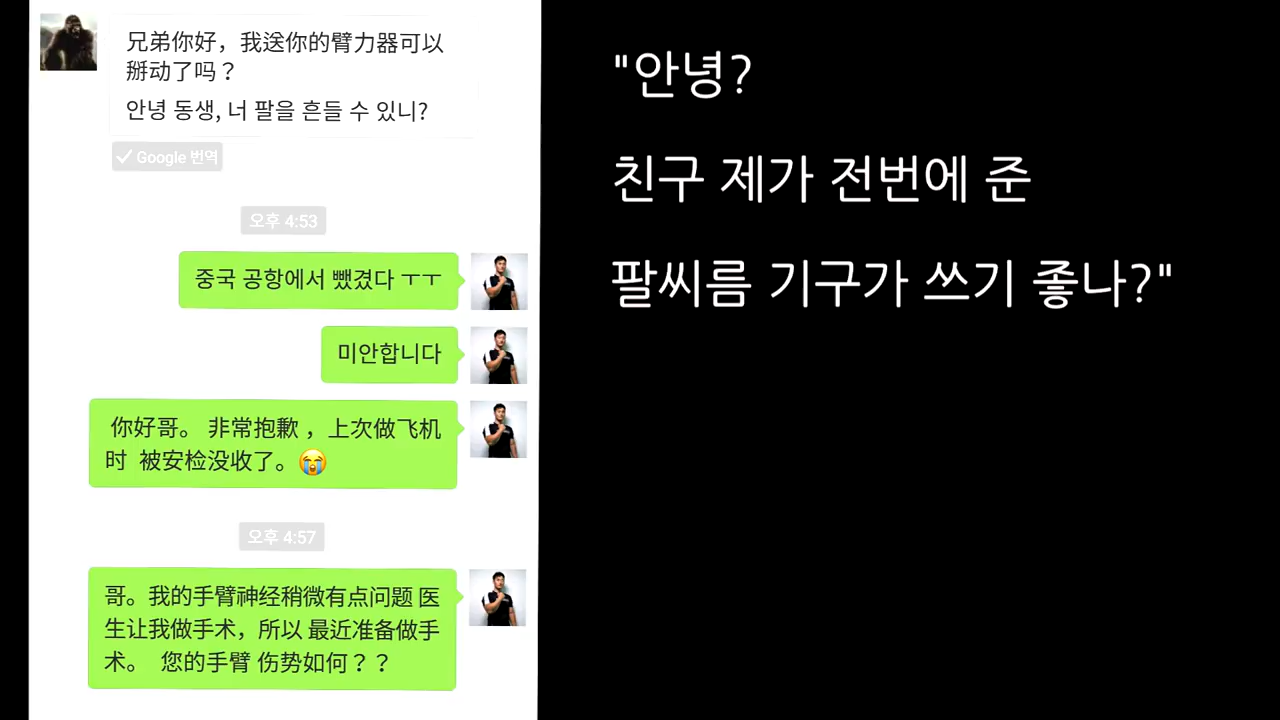 兄弟你好，我送你的臂力器可以
掰动了吗？
안녕 동생, 너 팔을 흔들 수 있니?
Google 번역
오후 4:53
중국 공항에서 뺐겼다 ㅜㅜ
미안합니다
你好哥。 非常抱歉 ，上次做飞机
时 被安检没收了。😭
오후 4:57
哥。我的手臂神经稍微有点问题 医
生让我做手术，所以 最近准备做手
术。 您的手臂 伤势如何？？
"안녕?
친구 제가 전번에 준
팔씨름 기구가 쓰기 좋나?"